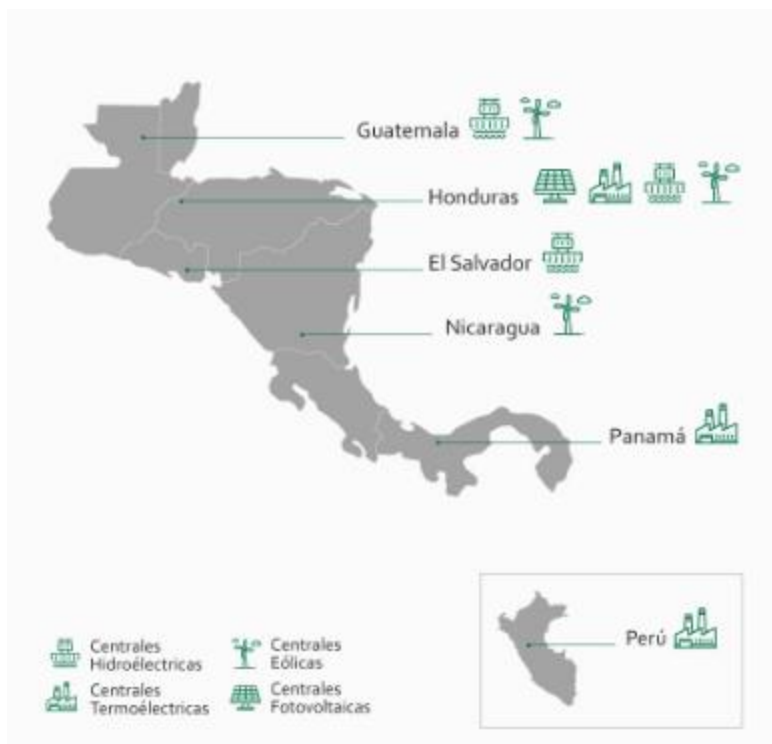 Guatemala
Honduras
El Salvador
Nicaragua
Panamá
Perú
Centrales
Hidroélectricas
Centrales
Eólicas
Centrales
Termoélectricas
Centrales
Fotovoltaicas